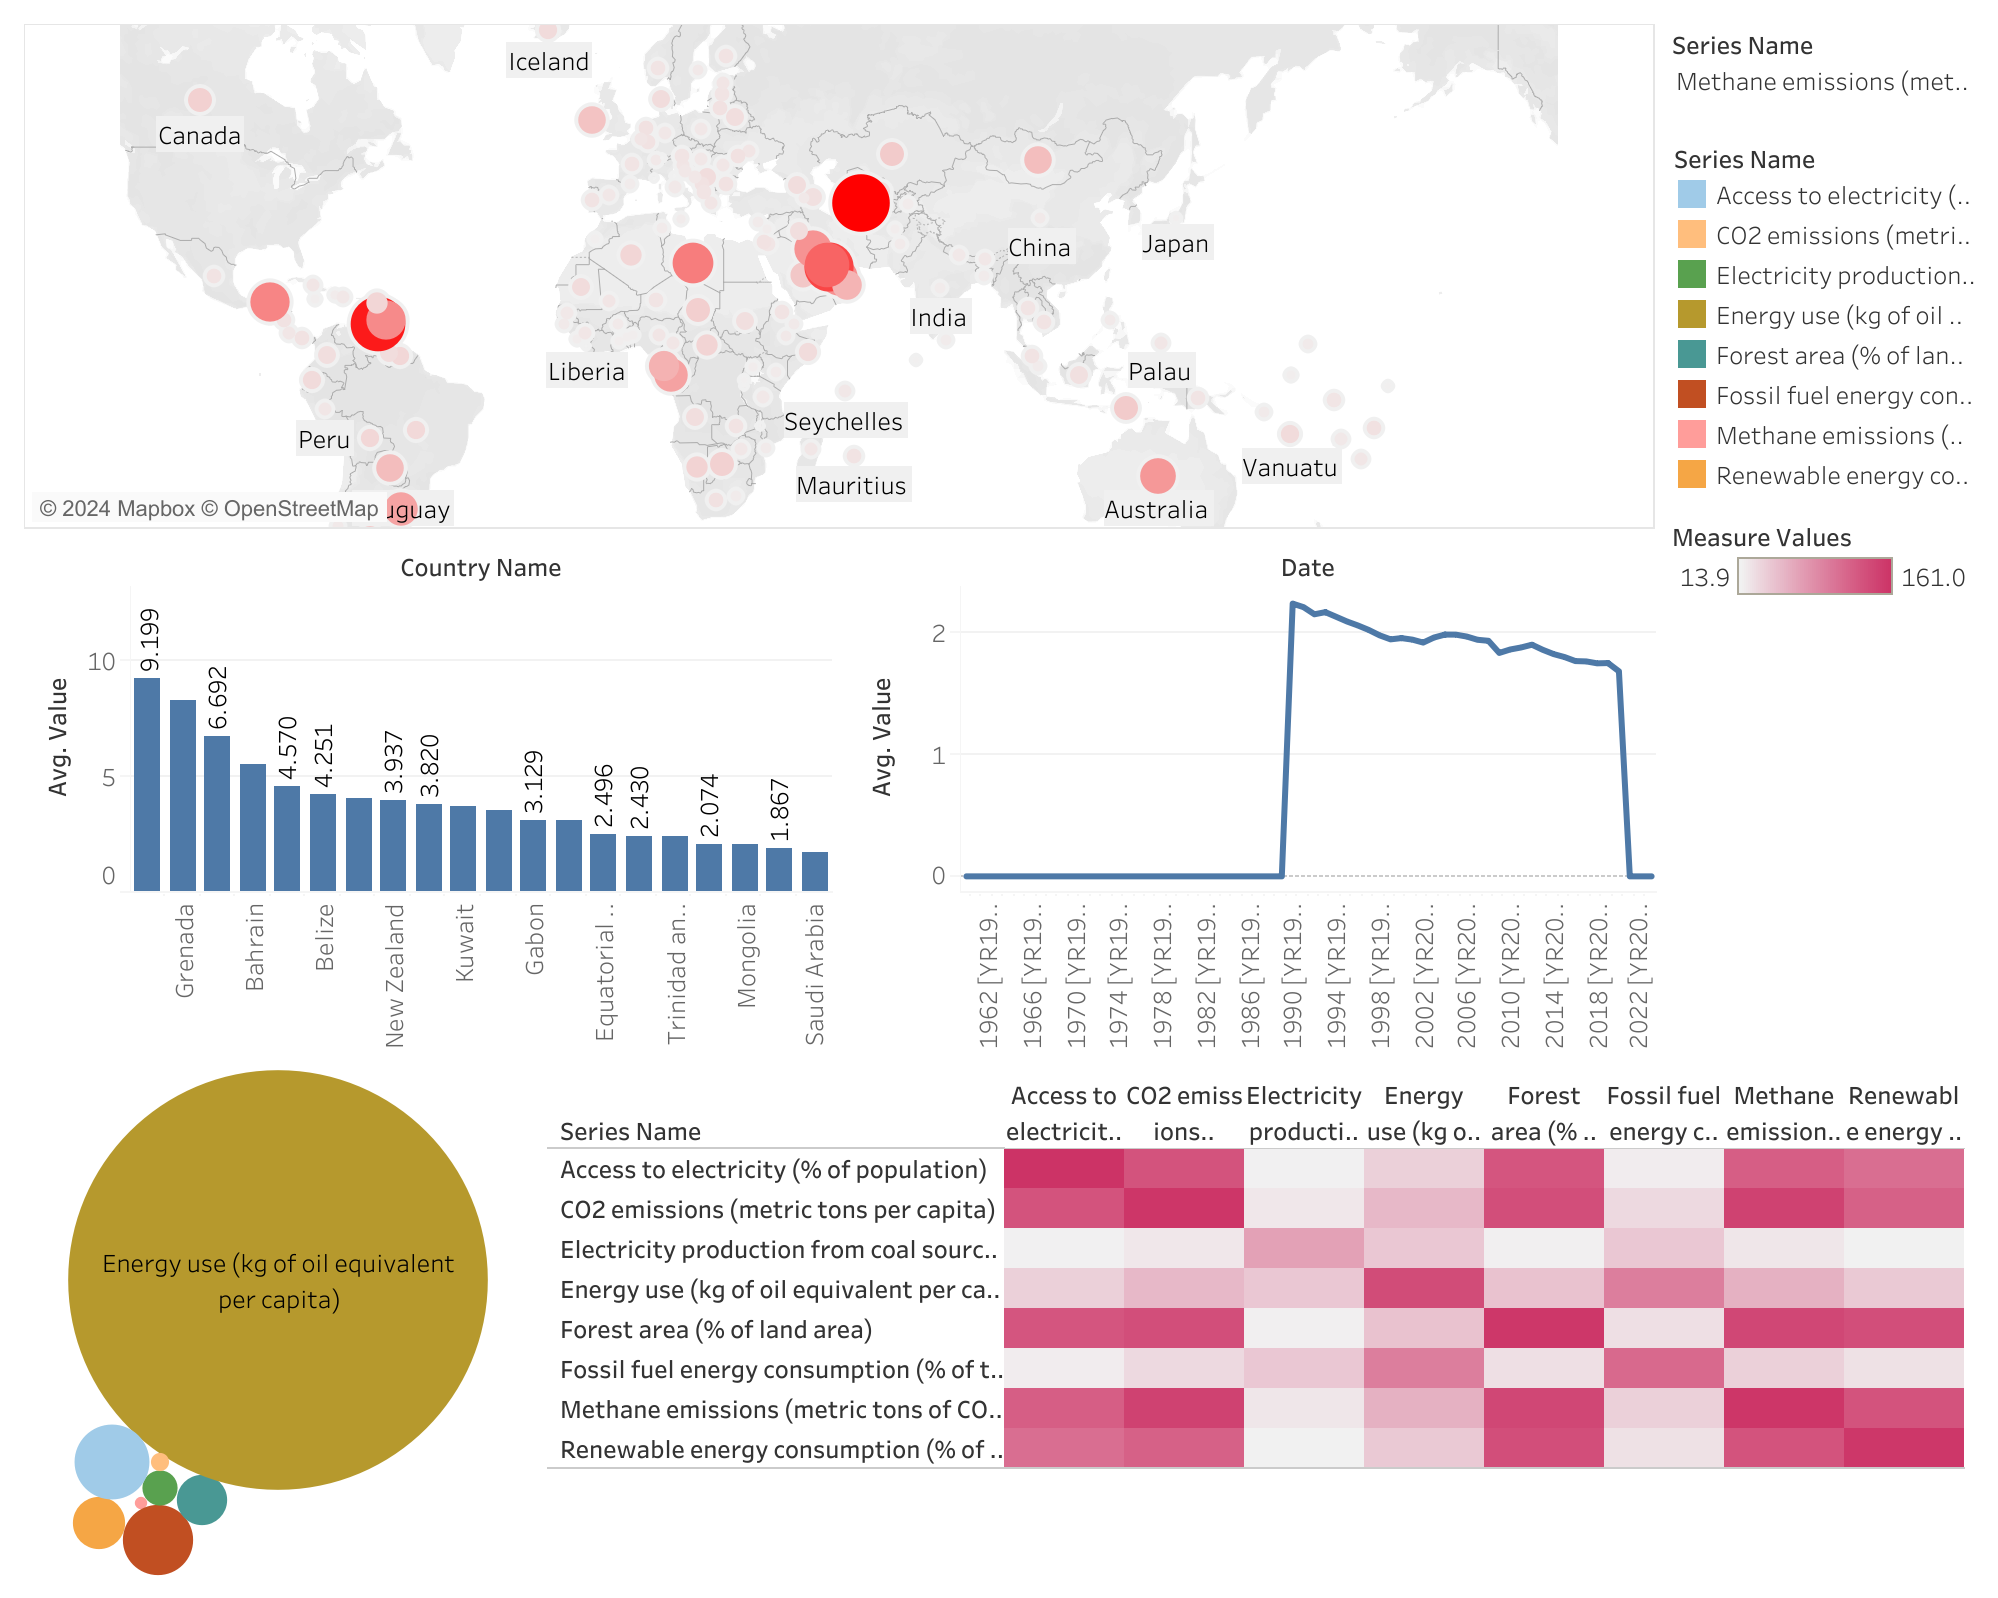 Iceland
Canada
China
Japan
India
Liberia
Palau
Seychelles
Peru
Vanuatu
Mauritius
Australia
uguay
© 2024 Mapbox © OpenStreetMap
Series Name
Methane emissions (met..
Series Name
Access to electricity (..
CO2 emissions (metri..
Electricity production..
Energy use (kg of oil ..
Forest area (% of lan..
Fossil fuel energy con..
Methane emissions (..
Renewable energy co..
Measure Values
13.9
161.0
Country Name
Avg. Value
10
5
0
9.199
6.692
4.570
4.251
3.937
3.820
3.129
2.496
2.430
2.074
1.867
Grenada
Bahrain
Belize
New Zealand
Kuwait
Gabon
Equatorial ..
Trinidad an..
Mongolia
Saudi Arabia
Date
Avg. Value
2
1
0
1962 [YR19..
1966 [YR19..
1970 [YR19..
1974 [YR19..
1978 [YR19..
1982 [YR19..
1986 [YR19..
1990 [YR19..
1994 [YR19..
1998 [YR19..
2002 [YR20..
2006 [YR20..
2010 [YR20..
2014 [YR20..
2018 [YR20..
2022 [YR20..
Energy use (kg of oil equivalent
per capita)
Access to CO2 emiss Electricity Energy Forest Fossil fuel Methane Renewabl
Series Name electricit.. ions.. producti.. use (kg o.. area (% .. energy c.. emission.. e energy ..
Access to electricity (% of population)
CO2 emissions (metric tons per capita)
Electricity production from coal sourc..
Energy use (kg of oil equivalent per ca..
Forest area (% of land area)
Fossil fuel energy consumption (% of t..
Methane emissions (metric tons of CO..
Renewable energy consumption (% of ..